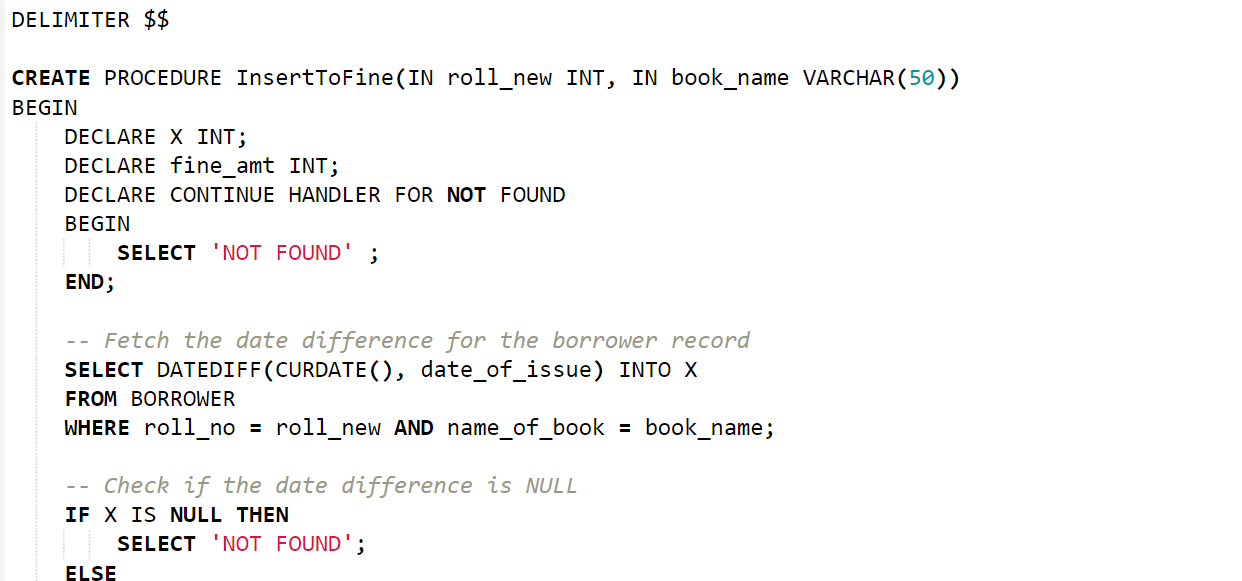 DELIMITER $$
CREATE PROCEDURE InsertToFine(IN roll_new INT, IN book_name VARCHAR(50))
BEGIN
DECLARE X INT;
DECLARE fine_amt INT;
DECLARE CONTINUE HANDLER FOR NOT FOUND
BEGIN
SELECT 'NOT FOUND' ;
END;
-- Fetch the date difference for the borrower record
SELECT DATEDIFF(CURDATE(), date_of_issue) INTO X
FROM BORROWER
WHERE roll_no = roll_new AND name_of_book = book_name;
-- Check if the date difference is NULL
IF X IS NULL THEN
SELECT 'NOT FOUND';
ELSE